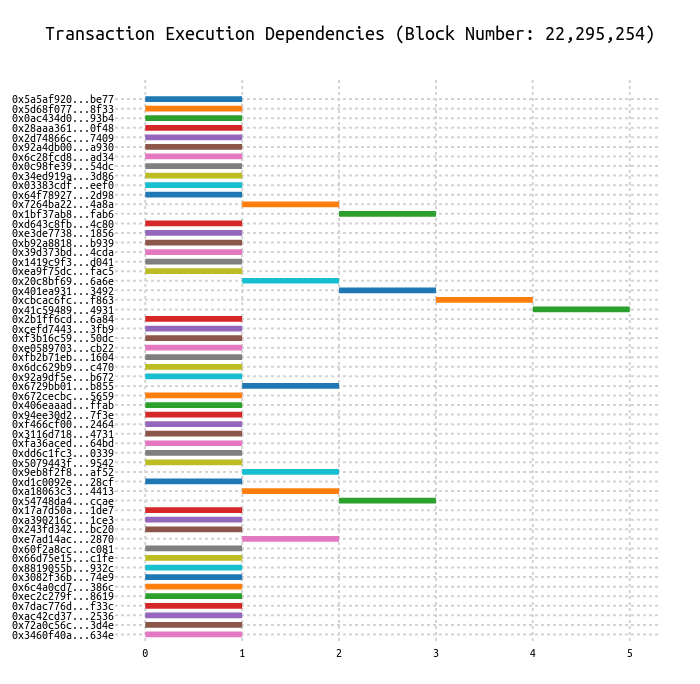 Transaction Execution Dependencies (Block Number: 22,295,254)
0x5a5af920...be77
0x5d68f077...8f33
0x0ac434d0...93b4
0x28aaa361...0f48
0x2d74866c...7409
0x92a4db00...a930
0x6c28fcd8...ad34
0x0c98fe39...54dc
0x34ed919a...3d86
0x03383cdf...eef0
0x64f78927...2d98
0x7264ba22...4a8a
0x1bf37ab8...fab6
0xd643c8fb...4c80
0xe3de7738...1856
0xb92a8818...b939
0x39d373bd...4cda
0x1419c9f3...d041
0xea9f75dc...fac5
0x20c8bf69...6a6e
0x401ea931...3492
0xcbcac6fc...f863
0x41c59489...4931
0x2b1ff6cd...6a84
0xcefd7443...3fb9
0xf3b16c59...50dc
0xe0589703...cb22
0xfb2b71eb...1604
0x6dc629b9...c470
0x92a9df5e...b672
0x6729bb01...b855
0x672cecbc...5659
0x406eaaad...ffab
0x94ee30d2...7f3e
0xf466cf00...2464
0x3116d718...4731
0xfa36aced...64bd
0xdd6c1fc3...0339
0x5079443f...9542
0x9eb8f2f8...af52
0xd1c0092e...28cf
0xa18063c3...4413
0x54748da4...ccae
0x17a7d50a...1de7
0xa390216c...1ce3
0x243fd342...bc20
0xe7ad14ac...2870
0x60f2a8cc...c081
0x66d75e15...c1fe
0x8819055b...932c
0x3082f36b...74e9
0x6c4a0cd7...386c
0xec2c279f...8619
0x7dac776d...f33c
0xac42cd37...2536
0x72a0c56c...3d4e
0x3460f40a...634e
0 1 2 3 4 5